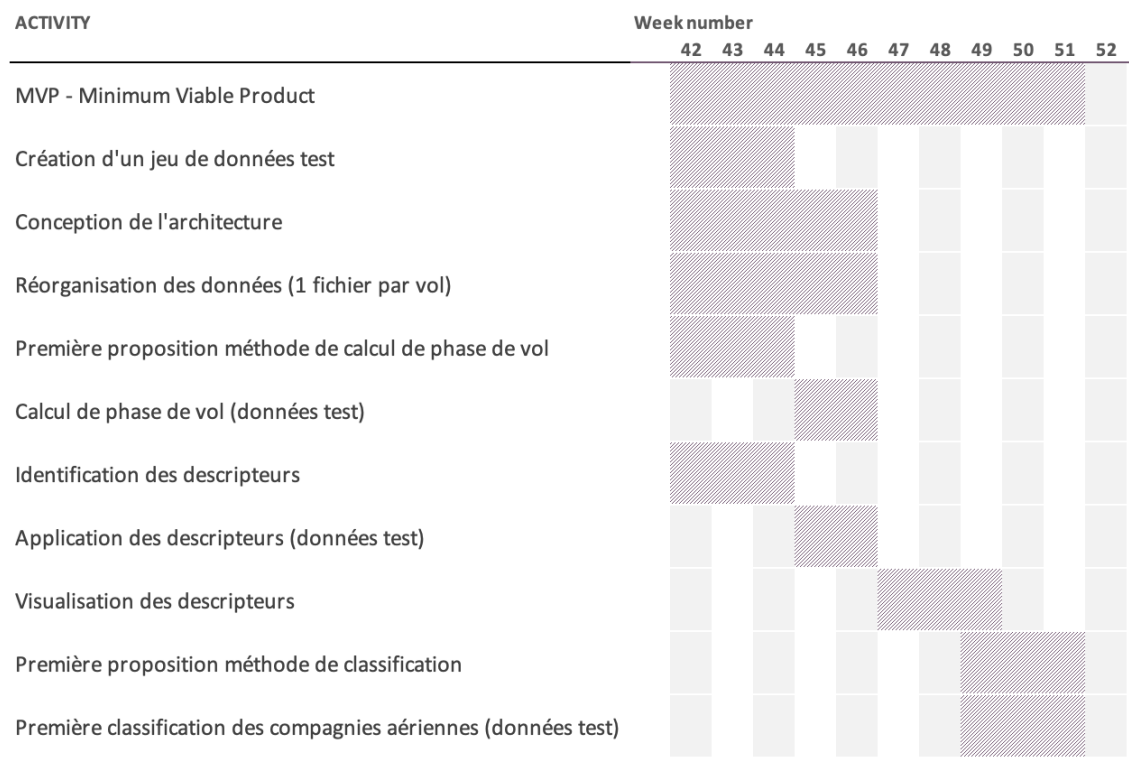 ACTIVITY Week number
42 43 44 45 46 47 48 49 50 51 52
MVP - Minimum Viable Product
Création d'un jeu de données test
Conception de l'architecture
Réorganisation des données (1 fichier par vol)
Première proposition méthode de calcul de phase de vol
Calcul de phase de vol (données test)
Identification des descripteurs
Application des descripteurs (données test)
Visualisation des descripteurs
Première proposition méthode de classification
Première classification des compagnies aériennes (données test)